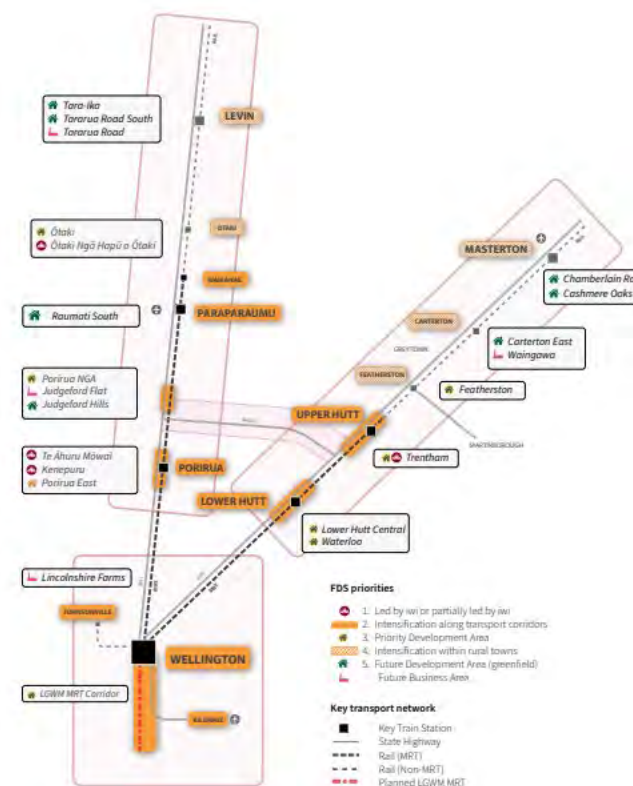 LEVIN
Tara-Ika
Tararua Road South
Tararua Road
ŌTAKI
Ōtaki
Ōtaki Ngā Hapū o Ōtaki
WAIKANAE
Raumati South
PARAPARAUMU
MASTERTON
Chamberlain Ro
Cashmere Oaks
CARTERTON
GREYTOWN
Carterton East
Waingawa
FEATHERSTON
Featherston
MARTINBOROUGH
Porirua NGA
Judgeford Flat
Judgeford Hills
UPPER HUTT
Trentham
Te Āhuru Mōwai
Kenepuru
Porirua East
PORIRUA
LOWER HUTT
Lower Hutt Central
Waterloo
Lincolnshire Farms
JOHNSONVILLE
WELLINGTON
LGWM MRT Corridor
KILBIRNIE
FDS priorities
1. Led by iwi or partially led by iwi
2. Intensification along transport corridors
3. Priority Development Area
4. Intensification within rural towns
5. Future Development Area (greenfield)
Future Business Area
Key transport network
Key Train Station
State Highway
Rail (MRT)
Rail (Non-MRT)
Planned LGWM MRT